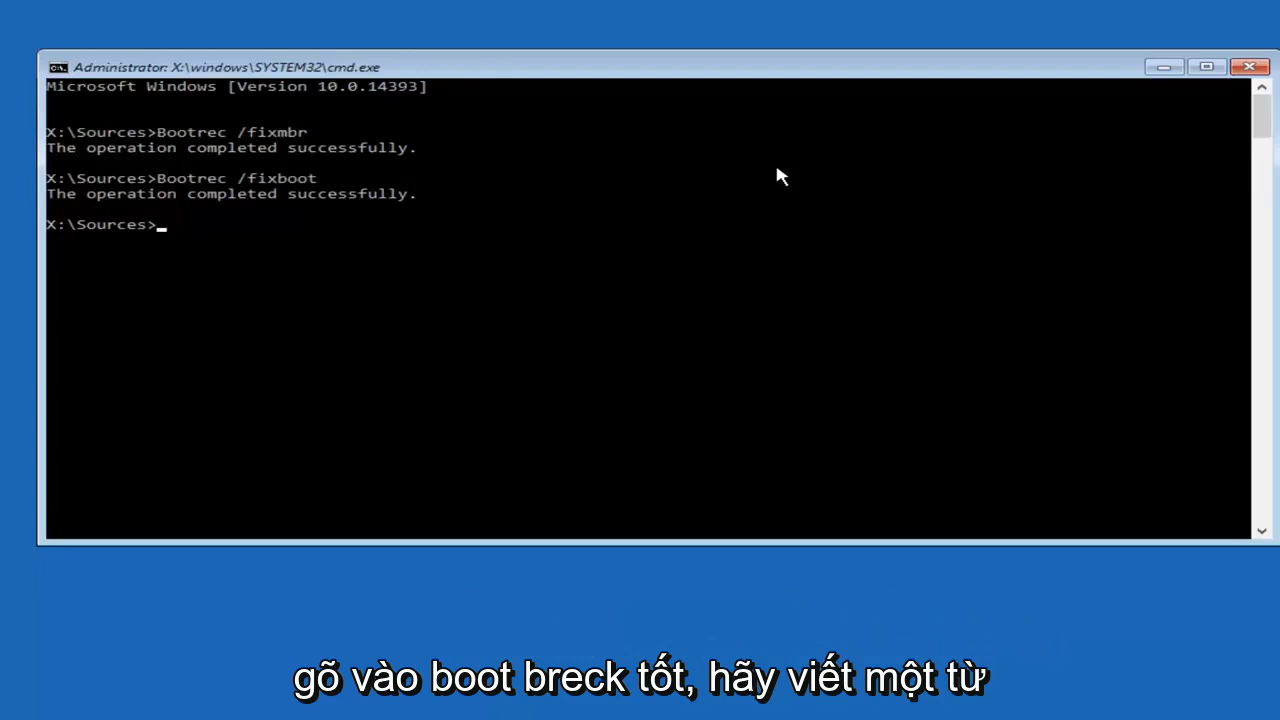 Administrator: X:\windows\SYSTEM32\cmd.exe
Microsoft Windows [Version 10.0.14393]
X:\Sources>Bootrec /fixmbr
The operation completed successfully.
X:\Sources>Bootrec /fixboot
The operation completed successfully.
X:\Sources>
gõ vào boot breck tốt, hãy viết một từ